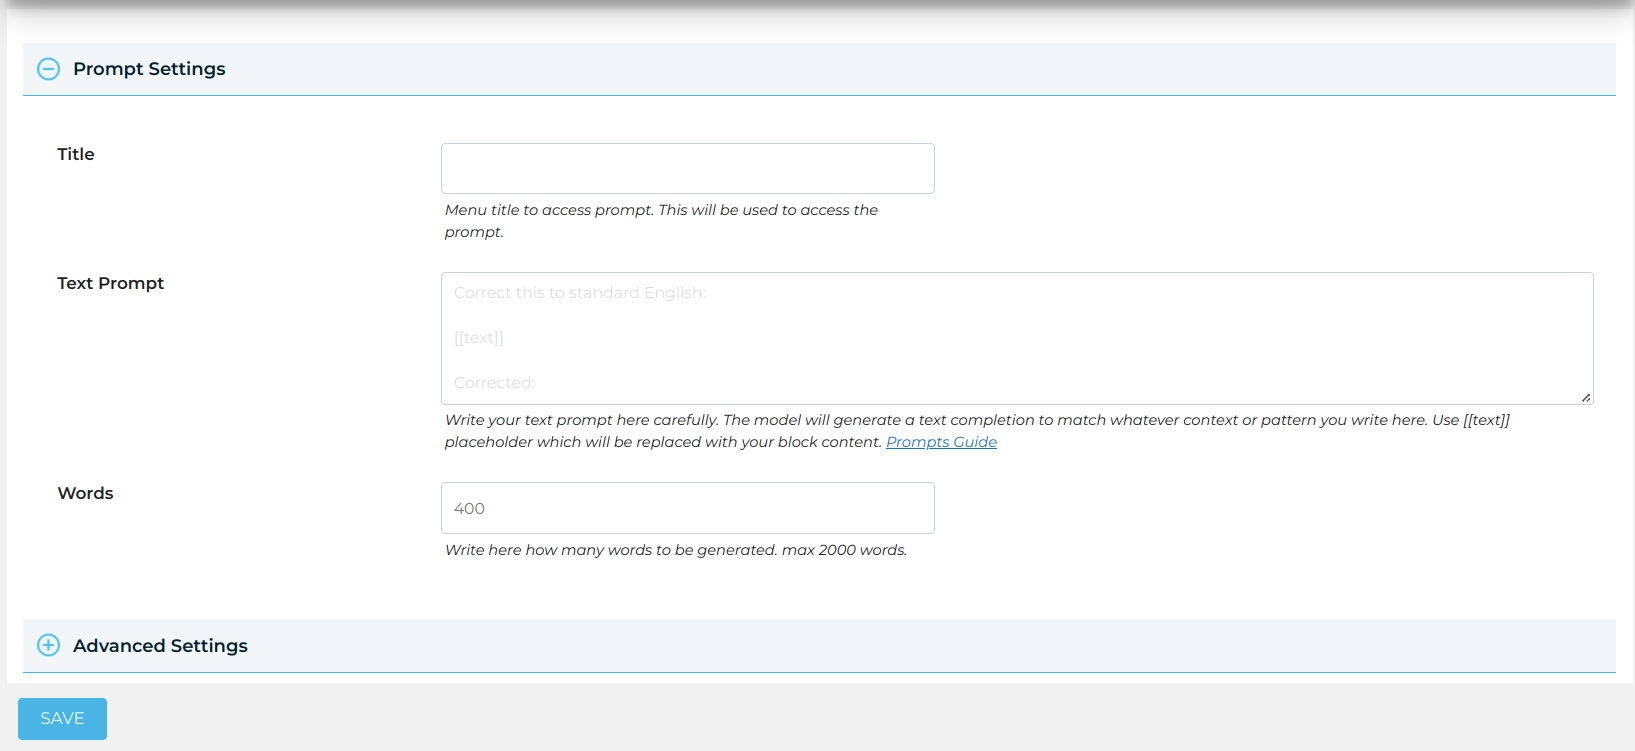 Prompt Settings
Title
Menu title to access prompt. This will be used to access the
prompt.
Text Prompt
Correct this to standard English:
[[text]]
Corrected:
Write your text prompt here carefully. The model will generate a text completion to match whatever context or pattern you write here. Use [[text]]
placeholder which will be replaced with your block content. Prompts Guide
Words
400
Write here how many words to be generated. max 2000 words.
Advanced Settings
SAVE